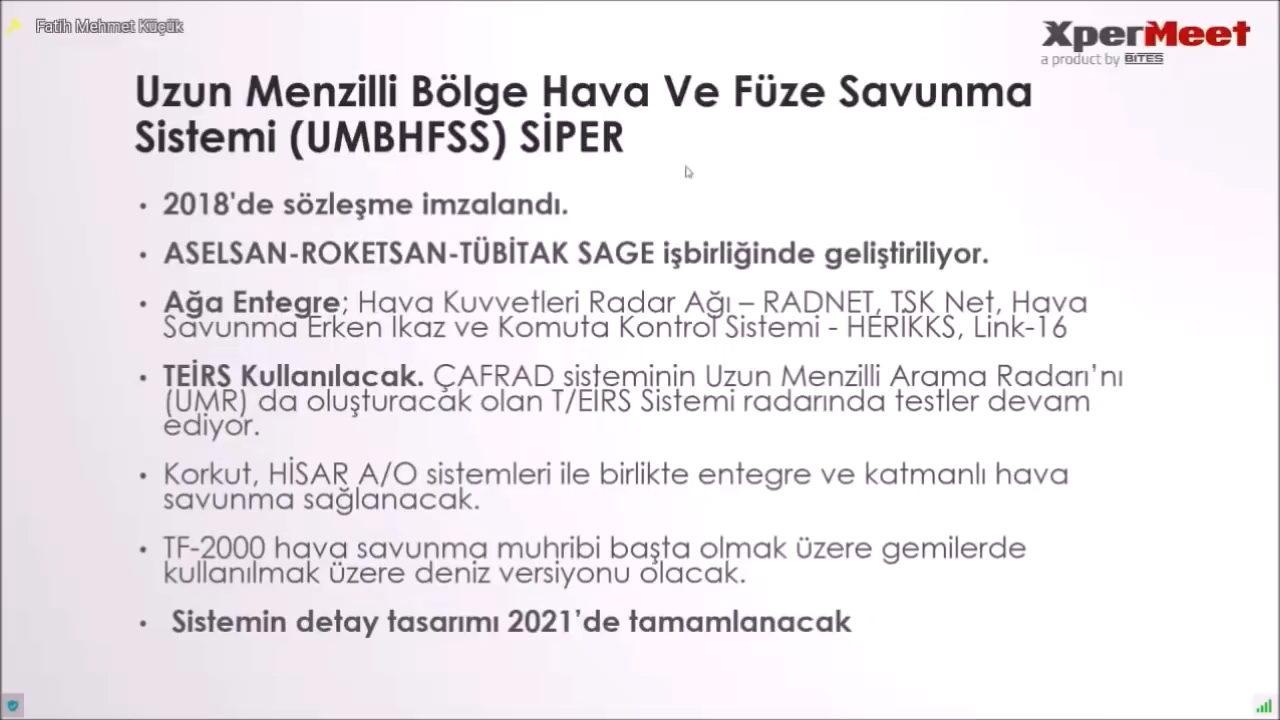 Fatih Mehmet Küçük
XperMeet
a product by BITES
Uzun Menzilli Bölge Hava Ve Füze Savunma
Sistemi (UMBHFSS) SİPER
• 2018'de sözleşme imzalandı.
• ASELSAN-ROKETSAN-TÜBİTAK SAGE işbirliğinde geliştiriliyor.
• Ağa Entegre; Hava Kuvvetleri Radar Ağı – RADNET, TSK Net, Hava
Savunma Erken İkaz ve Komuta Kontrol Sistemi - HERİKKS, Link-16
• TEİRS Kullanılacak. ÇAFRAD sisteminin Uzun Menzilli Arama Radarı’nı
(UMR) da oluşturacak olan T/EIRS Sistemi radarında testler devam
ediyor.
• Korkut, HİSAR A/O sistemleri ile birlikte entegre ve katmanlı hava
savunma sağlanacak.
• TF-2000 hava savunma muhribi başta olmak üzere gemilerde
kullanılmak üzere deniz versiyonu olacak.
• Sistemin detay tasarımı 2021’de tamamlanacak